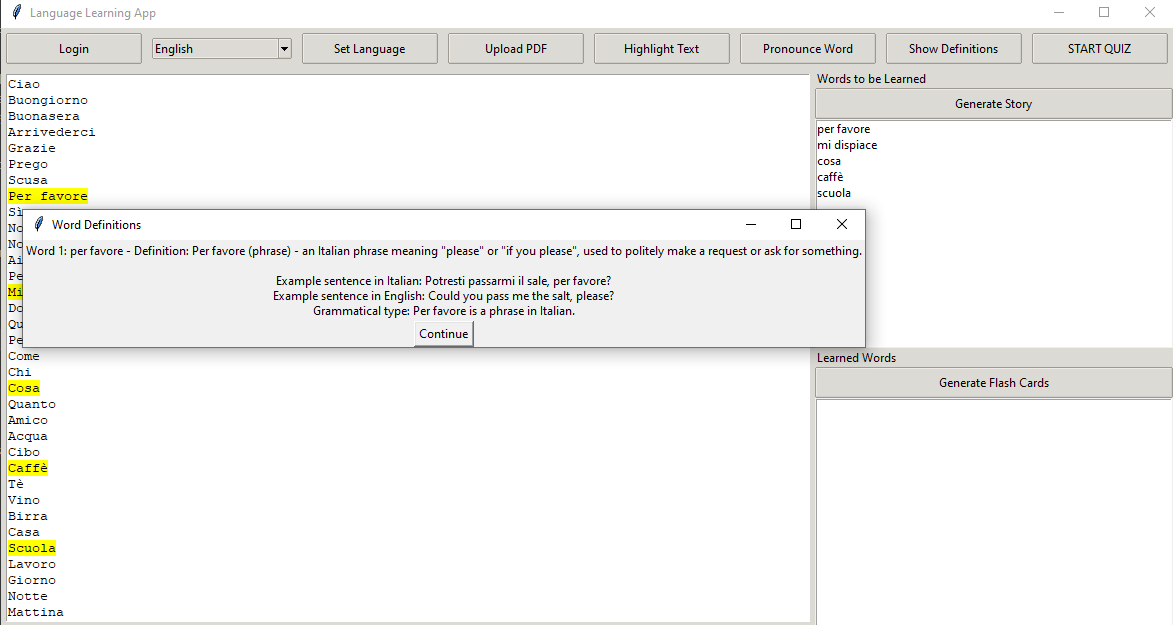 Language Learning App
Login English Set Language Upload PDF Highlight Text Pronounce Word Show Definitions START QUIZ
Ciao
Buongiorno
Buonasera
Arrivederci
Grazie
Prego
Scusa
Per favore
Sì
No
No
Ai
Pe
Mi
Do
Qu
Pe
Come
Chi
Cosa
Quanto
Amico
Acqua
Cibo
Caffè
Tè
Vino
Birra
Casa
Scuola
Lavoro
Giorno
Notte
Mattina
Word Definitions
Word 1: per favore - Definition: Per favore (phrase) - an Italian phrase meaning "please" or "if you please", used to politely make a request or ask for something.
Example sentence in Italian: Potresti passarmi il sale, per favore?
Example sentence in English: Could you pass me the salt, please?
Grammatical type: Per favore is a phrase in Italian.
Continue
Words to be Learned
Generate Story
per favore
mi dispiace
cosa
caffè
scuola
Learned Words
Generate Flash Cards